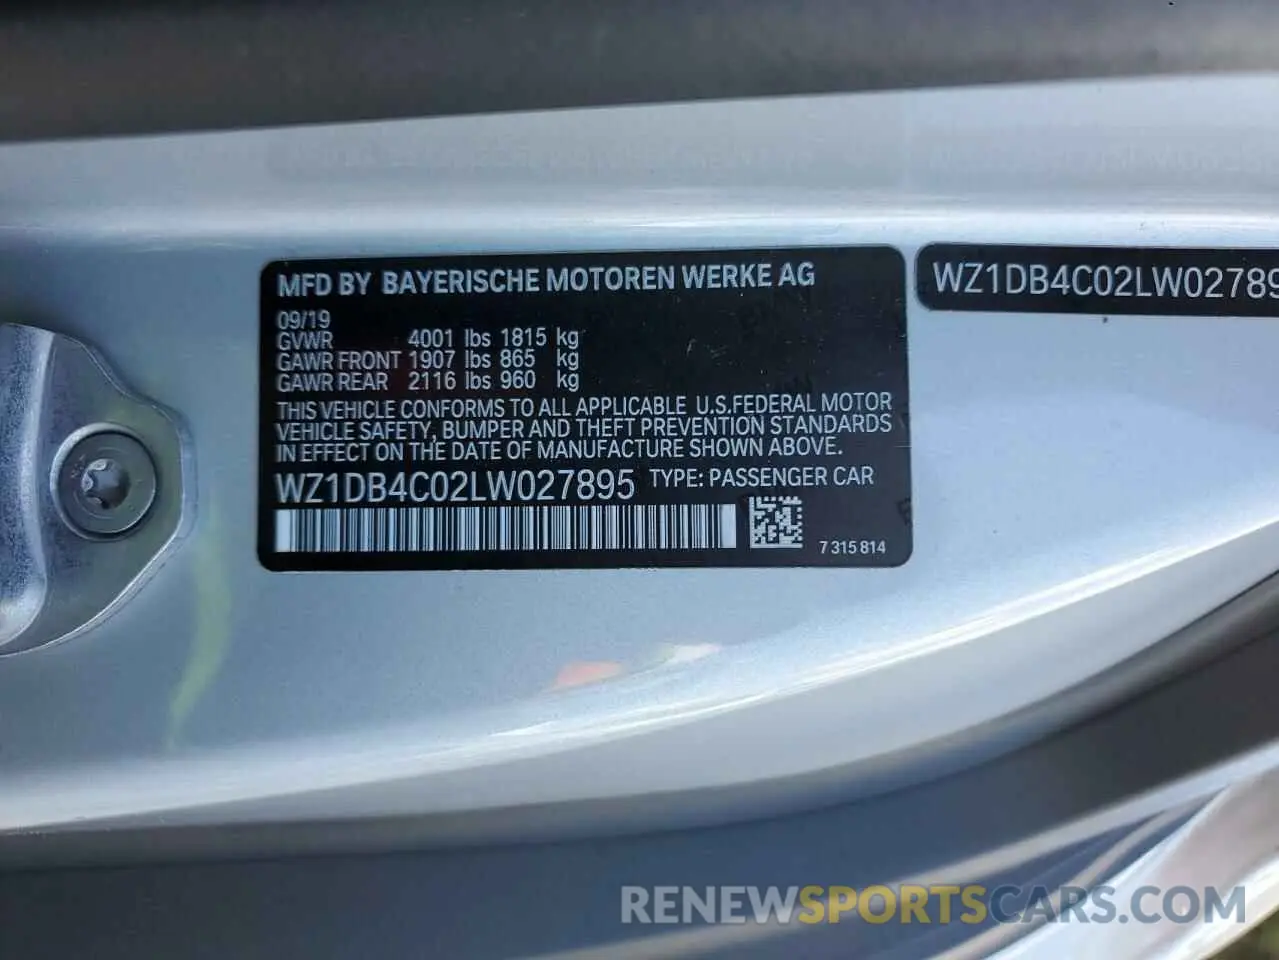 MFD BY BAYERISCHE MOTOREN WERKE AG
09/19
GVWR 4001 lbs 1815 kg
GAWR FRONT 1907 lbs 865 kg
GAWR REAR 2116 lbs 960 kg
THIS VEHICLE CONFORMS TO ALL APPLICABLE U.S.FEDERAL MOTOR
VEHICLE SAFETY, BUMPER AND THEFT PREVENTION STANDARDS
IN EFFECT ON THE DATE OF MANUFACTURE SHOWN ABOVE.
WZ1DB4C02LW027895 TYPE: PASSENGER CAR
7 315 814
WZ1DB4C02LW02789
RENEWSPORTSCARS.COM